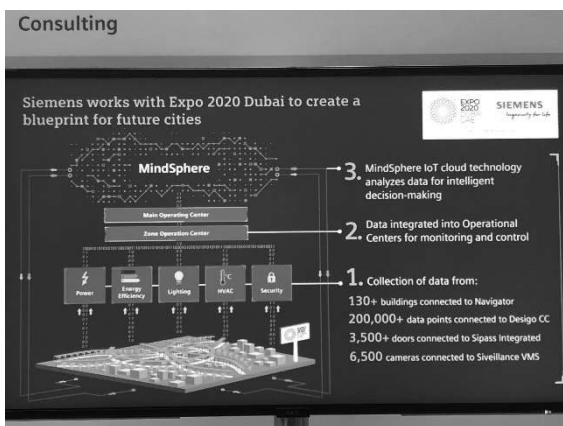 Consulting
Siemens works with Expo 2020 Dubai to create a
blueprint for future cities
EXPO
2020
SIEMENS
Ingenuity for life
MindSphere
3. MindSphere IoT cloud technology
analyzes data for intelligent
decision-making
Main Operating Center
Zone Operation Center
2. Data integrated into Operational
Centers for monitoring and control
Power
Energy
Efficiency
Lighting
°C
HVAC
Security
1. Collection of data from:
130+ buildings connected to Navigator
200,000+ data points connected to Desigo CC
3,500+ doors connected to Sipass Integrated
6,500 cameras connected to Siveillance VMS